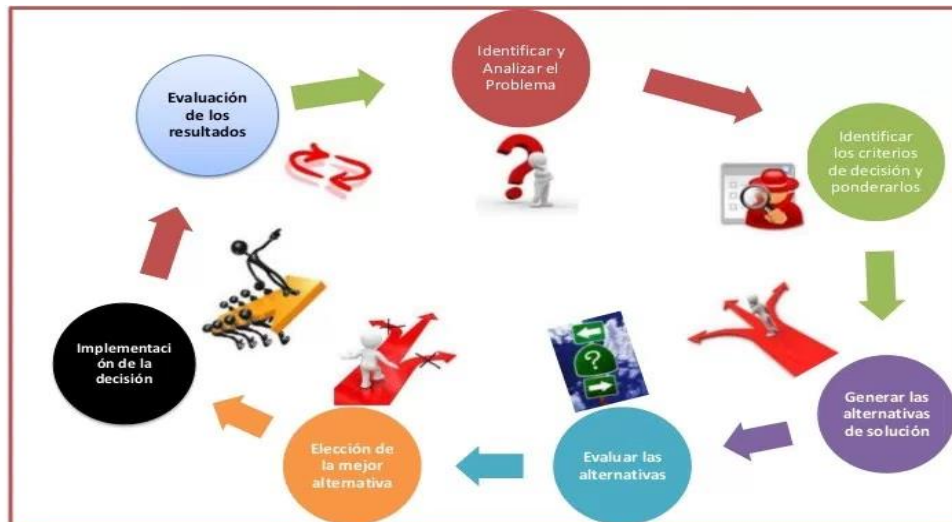 Identificar y
Analizar el
Problema
Identificar
los criterios
de decisión y
ponderarlos
Generar las
alternativas
de solución
Evaluar las
alternativas
Elección de
la mejor
alternativa
Implementaci
ón de la
decisión
Evaluación
de los
resultados